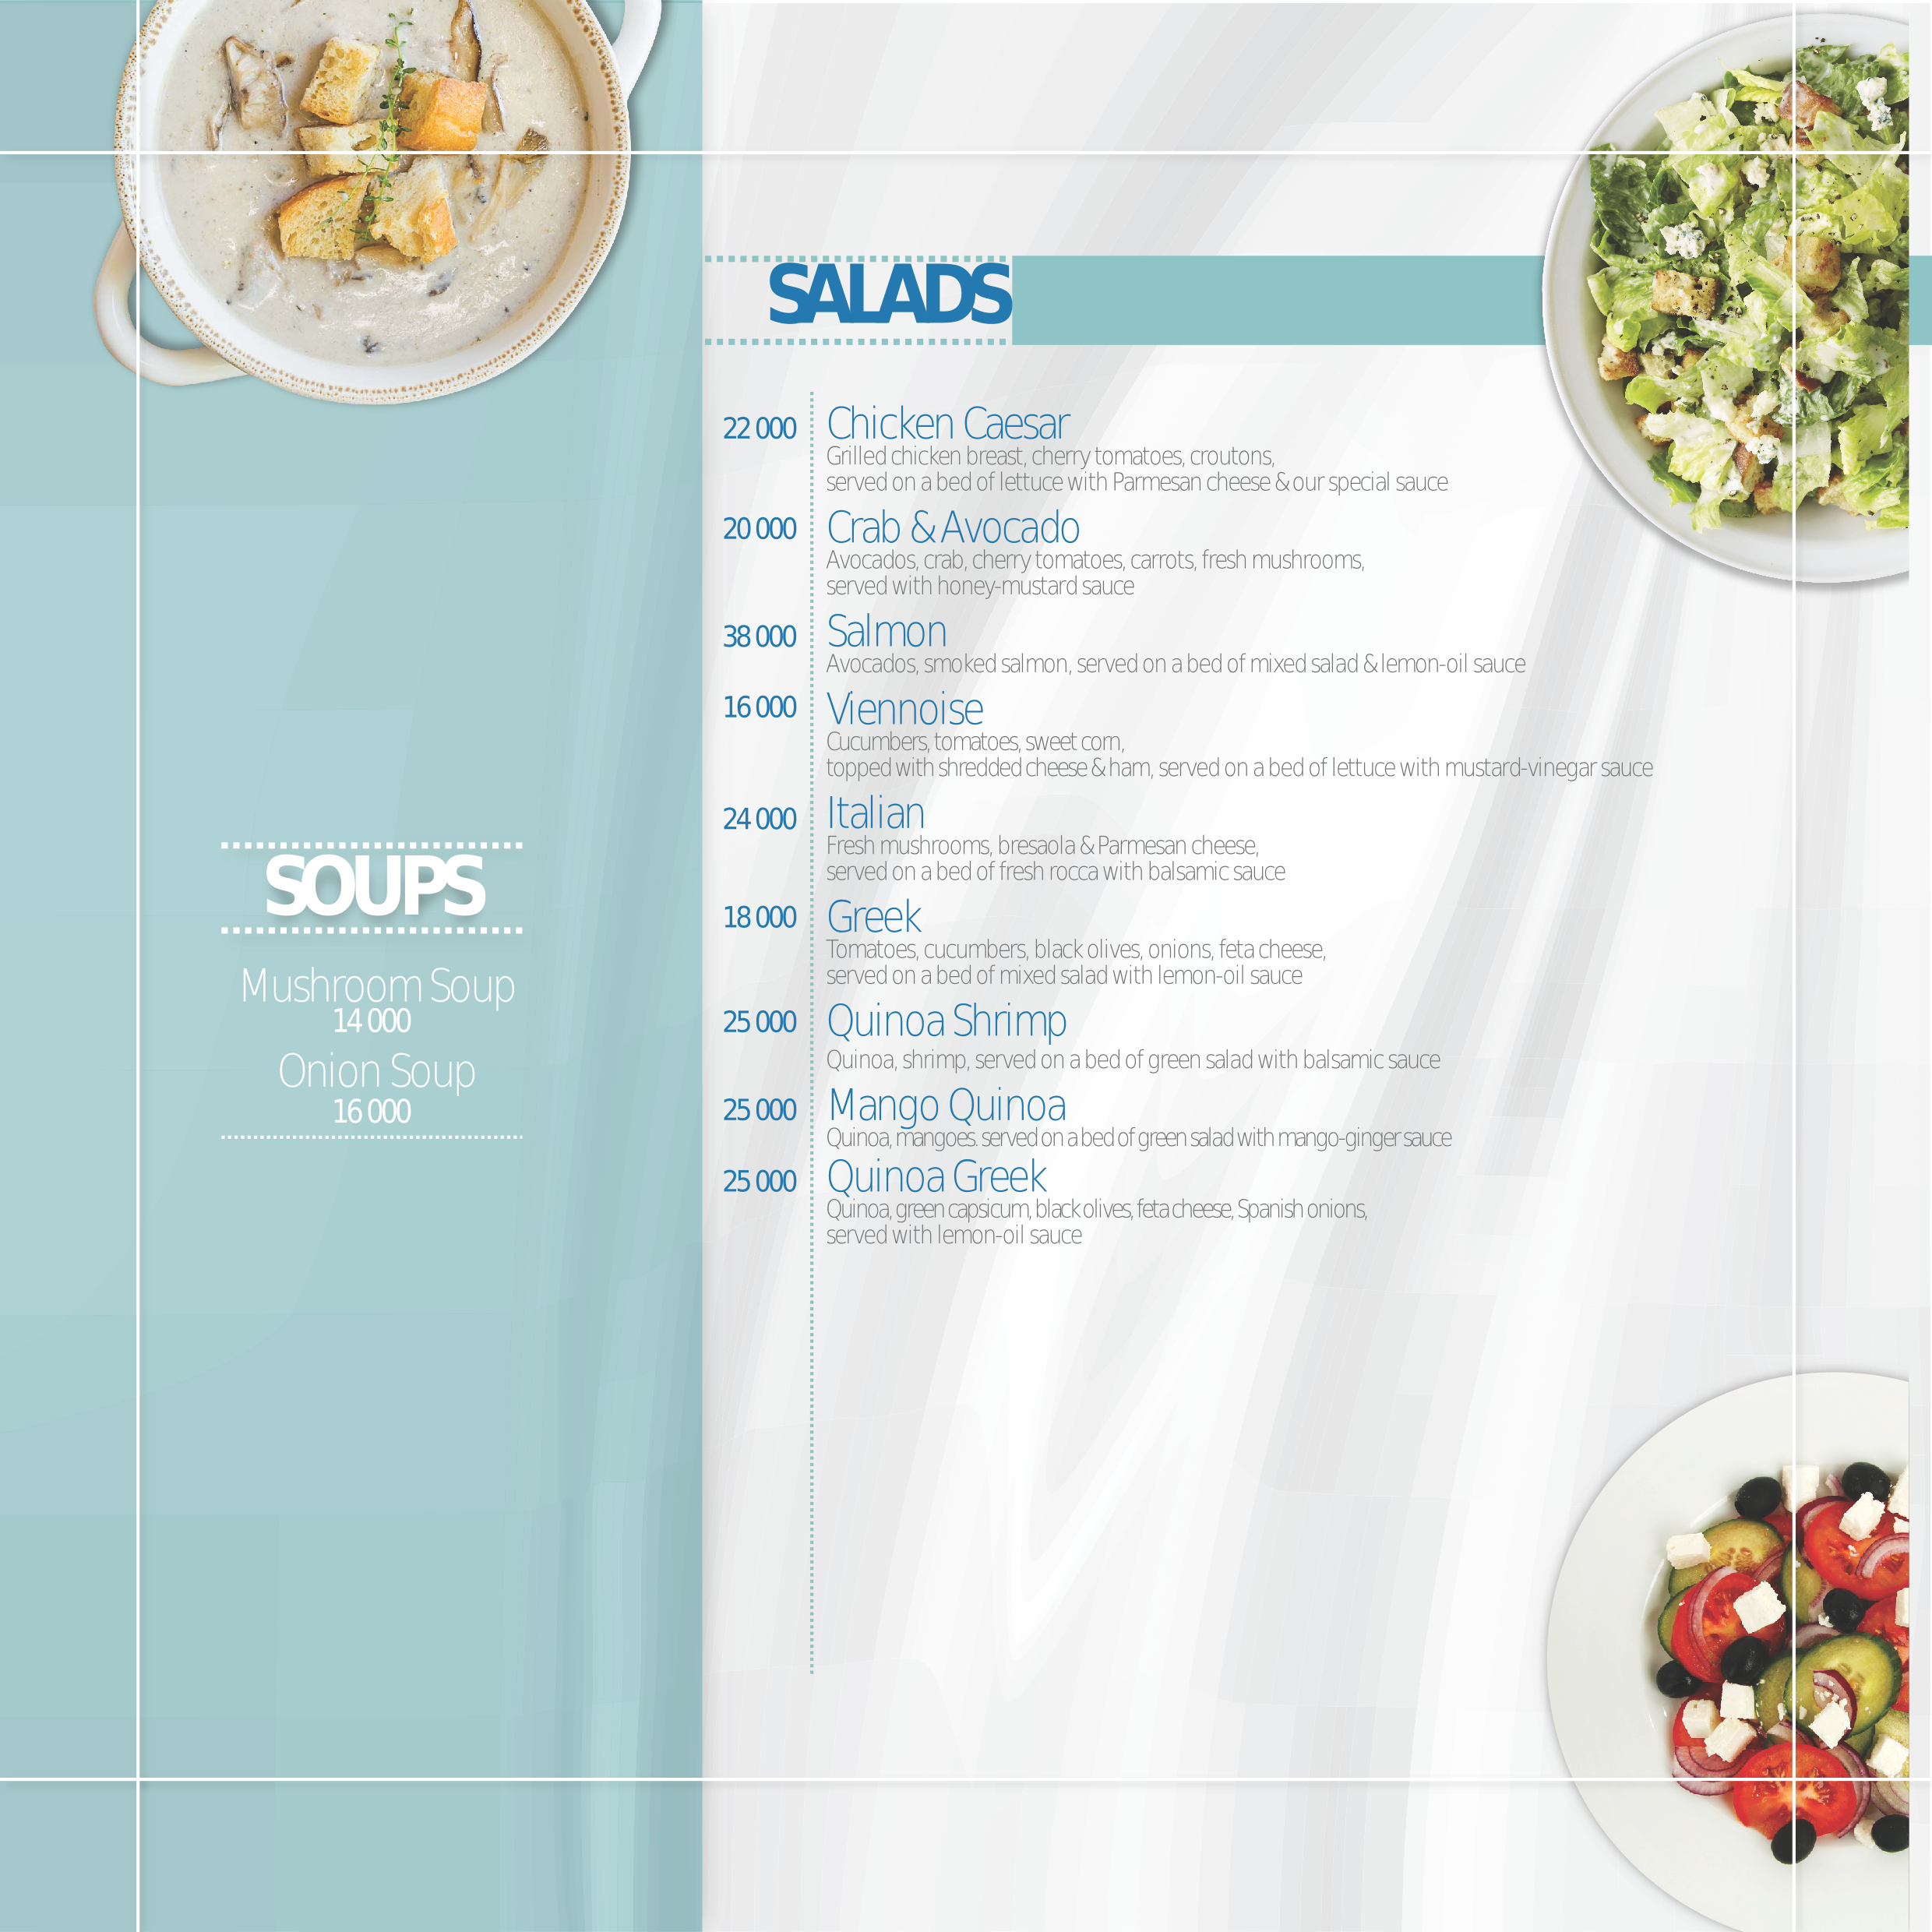 SOUPS
Mushroom Soup
14 000
Onion Soup
16 000
SALADS
22 000 Chicken Caesar
Grilled chicken breast, cherry tomatoes, croutons,
served on a bed of lettuce with Parmesan cheese & our special sauce
20 000 Crab & Avocado
Avocados, crab, cherry tomatoes, carrots, fresh mushrooms,
served with honey-mustard sauce
38 000 Salmon
Avocados, smoked salmon, served on a bed of mixed salad & lemon-oil sauce
16 000 Viennoise
Cucumbers, tomatoes, sweet corn,
topped with shredded cheese & ham, served on a bed of lettuce with mustard-vinegar sauce
24 000 Italian
Fresh mushrooms, bresaola & Parmesan cheese,
served on a bed of fresh rocca with balsamic sauce
18 000 Greek
Tomatoes, cucumbers, black olives, onions, feta cheese,
served on a bed of mixed salad with lemon-oil sauce
25 000 Quinoa Shrimp
Quinoa, shrimp, served on a bed of green salad with balsamic sauce
25 000 Mango Quinoa
Quinoa, mangoes. served on a bed of green salad with mango-ginger sauce
25 000 Quinoa Greek
Quinoa, green capsicum, black olives, feta cheese, Spanish onions,
served with lemon-oil sauce